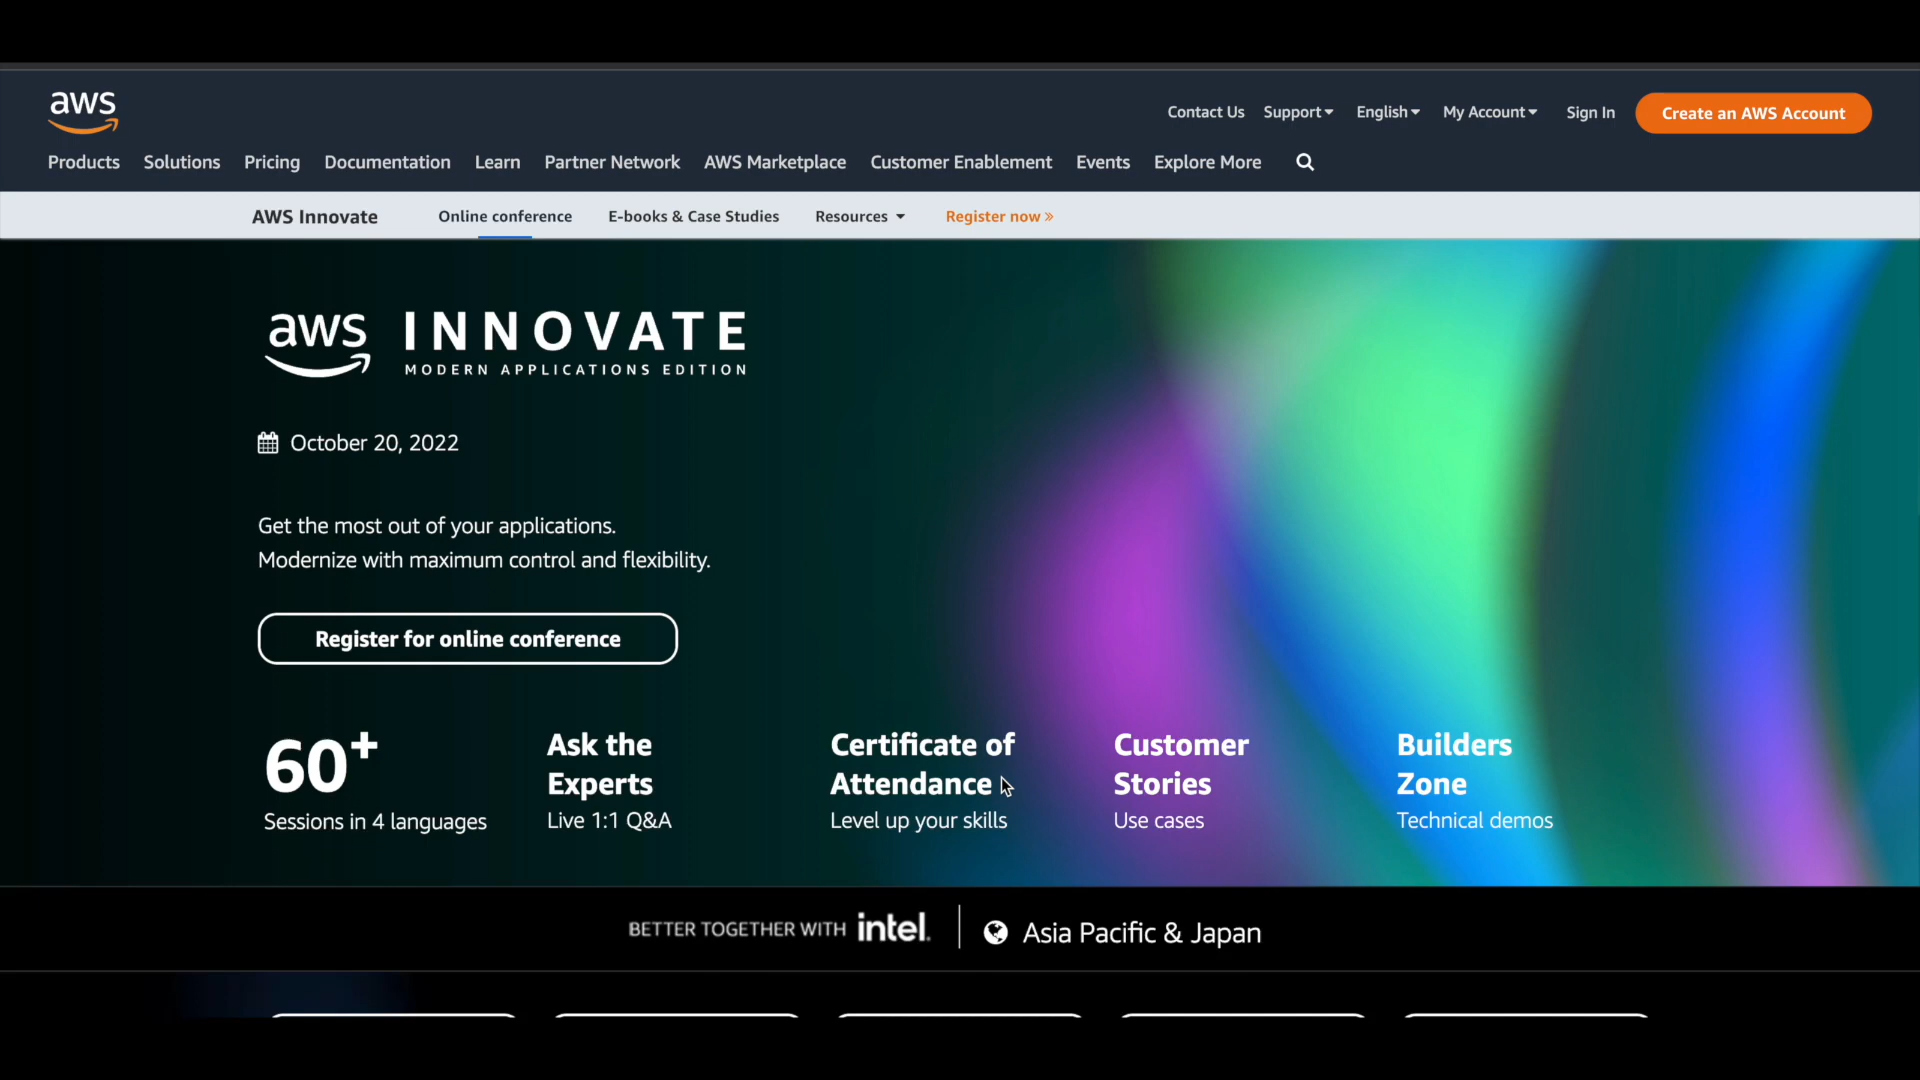 aws
Contact Us Support English My Account Sign In Create an AWS Account
Products Solutions Pricing Documentation Learn Partner Network AWS Marketplace Customer Enablement Events Explore More
AWS Innovate Online conference E-books & Case Studies Resources Register now »
aws INNOVATE
MODERN APPLICATIONS EDITION
October 20, 2022
Get the most out of your applications.
Modernize with maximum control and flexibility.
Register for online conference
60+
Sessions in 4 languages
Ask the
Experts
Live 1:1 Q&A
Certificate of
Attendance
Level up your skills
Customer
Stories
Use cases
Builders
Zone
Technical demos
BETTER TOGETHER WITH intel. Asia Pacific & Japan